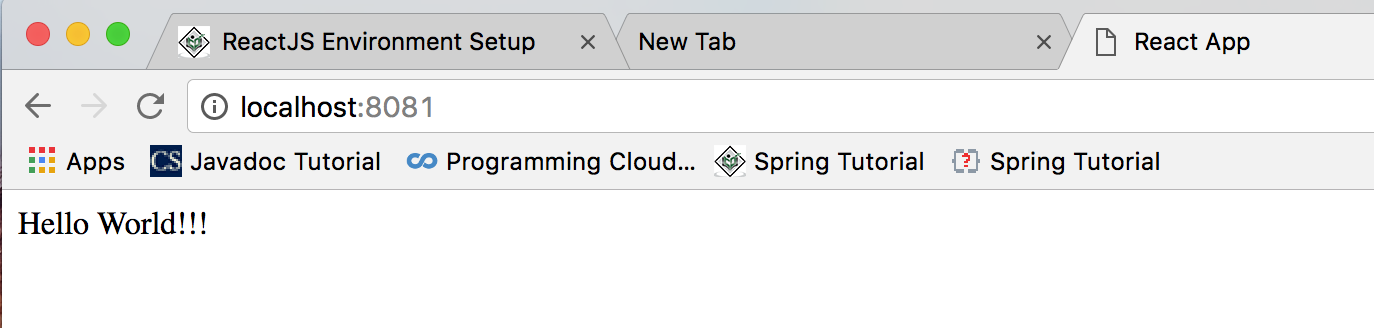 ReactJS Environment Setup New Tab React App
localhost:8081
Apps CS Javadoc Tutorial Programming Cloud... Spring Tutorial Spring Tutorial
Hello World!!!